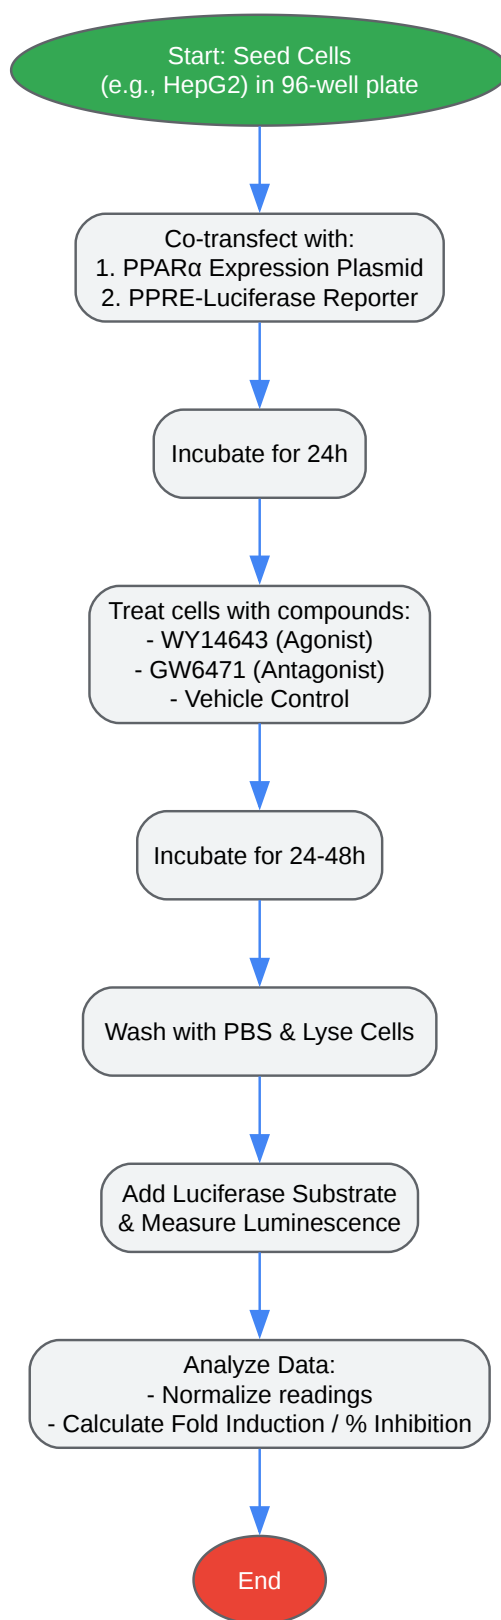 Start: Seed Cells
(e.g., HepG2) in 96-well plate
Co-transfect with:
1. PPARα Expression Plasmid
2. PPRE-Luciferase Reporter
Incubate for 24h
Treat cells with compounds:
- WY14643 (Agonist)
- GW6471 (Antagonist)
- Vehicle Control
Incubate for 24-48h
Wash with PBS & Lyse Cells
Add Luciferase Substrate
& Measure Luminescence
Analyze Data:
- Normalize readings
- Calculate Fold Induction / % Inhibition
End